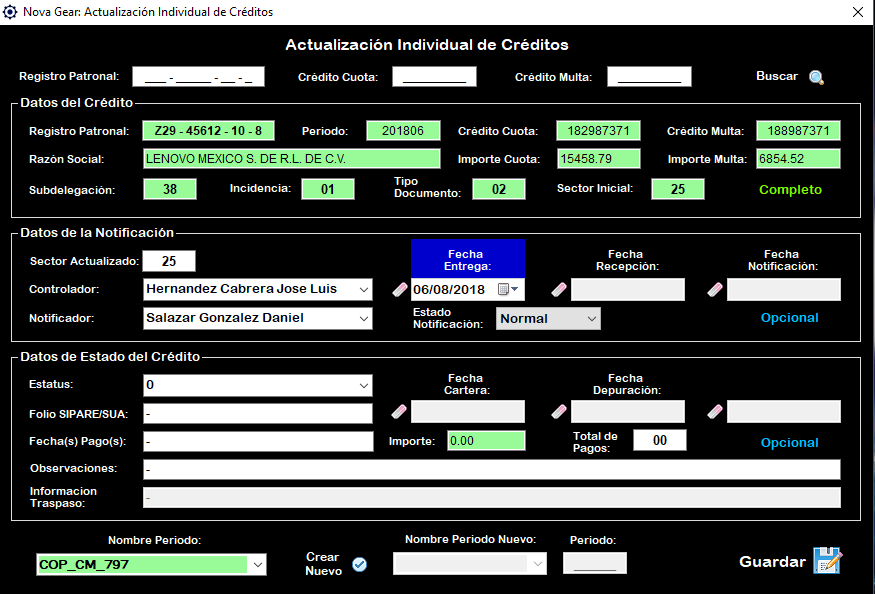 Nova Gear: Actualización Individual de Créditos
Actualización Individual de Créditos
Registro Patronal: ___ - _____ - __ - _ Crédito Cuota: _________ Crédito Multa: _________ Buscar
Datos del Crédito
Registro Patronal: Z29 - 45612 - 10 - 8 Periodo: 201806 Crédito Cuota: 182987371 Crédito Multa: 188987371
Razón Social: LENOVO MEXICO S. DE R.L. DE C.V. Importe Cuota: 15458.79 Importe Multa: 6854.52
Subdelegación: 38 Incidencia: 01 Tipo Documento: 02 Sector Inicial: 25 Completo
Datos de la Notificación
Sector Actualizado: 25 Fecha Entrega: Fecha Recepción: Fecha Notificación:
Controlador: Hernandez Cabrera Jose Luis 06/08/2018
Notificador: Salazar Gonzalez Daniel Estado Notificación: Normal Opcional
Datos de Estado del Crédito
Estatus: 0 Fecha Cartera: Fecha Depuración:
Folio SIPARE/SUA: -
Fecha(s) Pago(s): - Importe: 0.00 Total de Pagos: 00 Opcional
Observaciones: -
Informacion Traspaso: -
Nombre Periodo: Nombre Periodo Nuevo: Periodo:
COP_CM_797 Crear Nuevo ______ Guardar